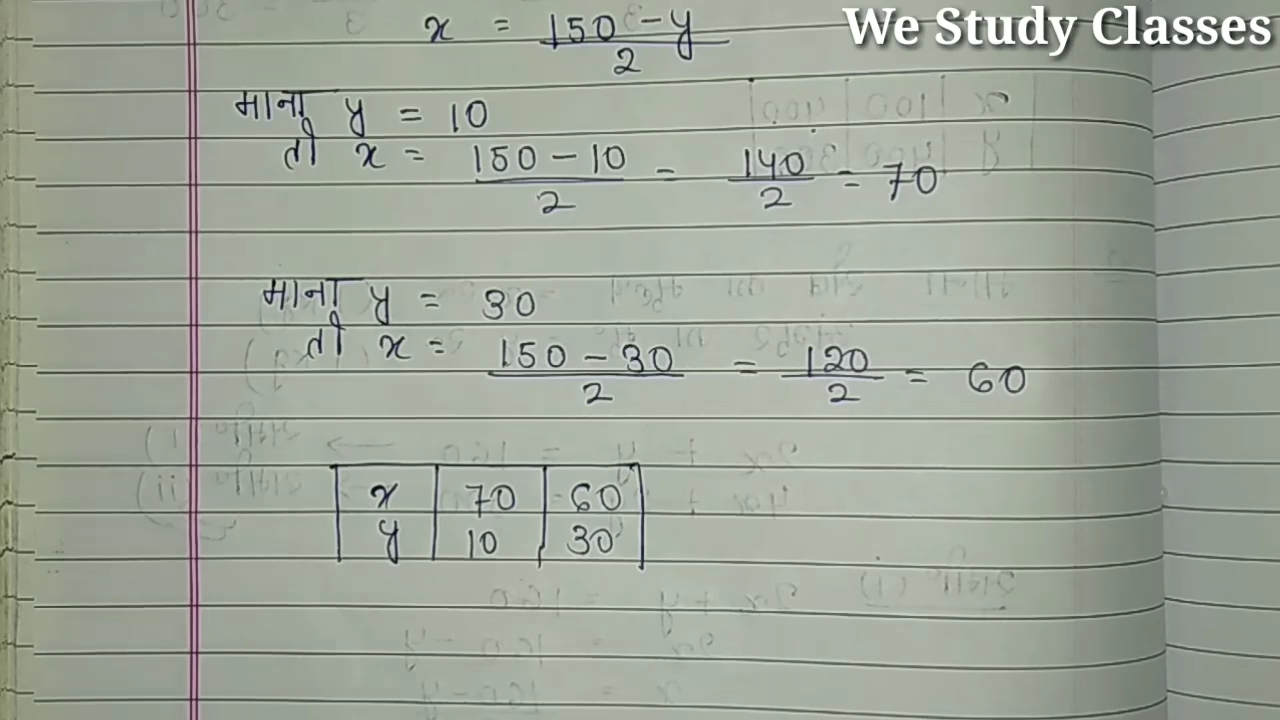 We Study Classes
x = 150 - y / 2
माना y = 10
तो x = 150 - 10 / 2 = 140 / 2 = 70
माना y = 30
तो x = 150 - 30 / 2 = 120 / 2 = 60
x | 70 | 60
y | 10 | 30